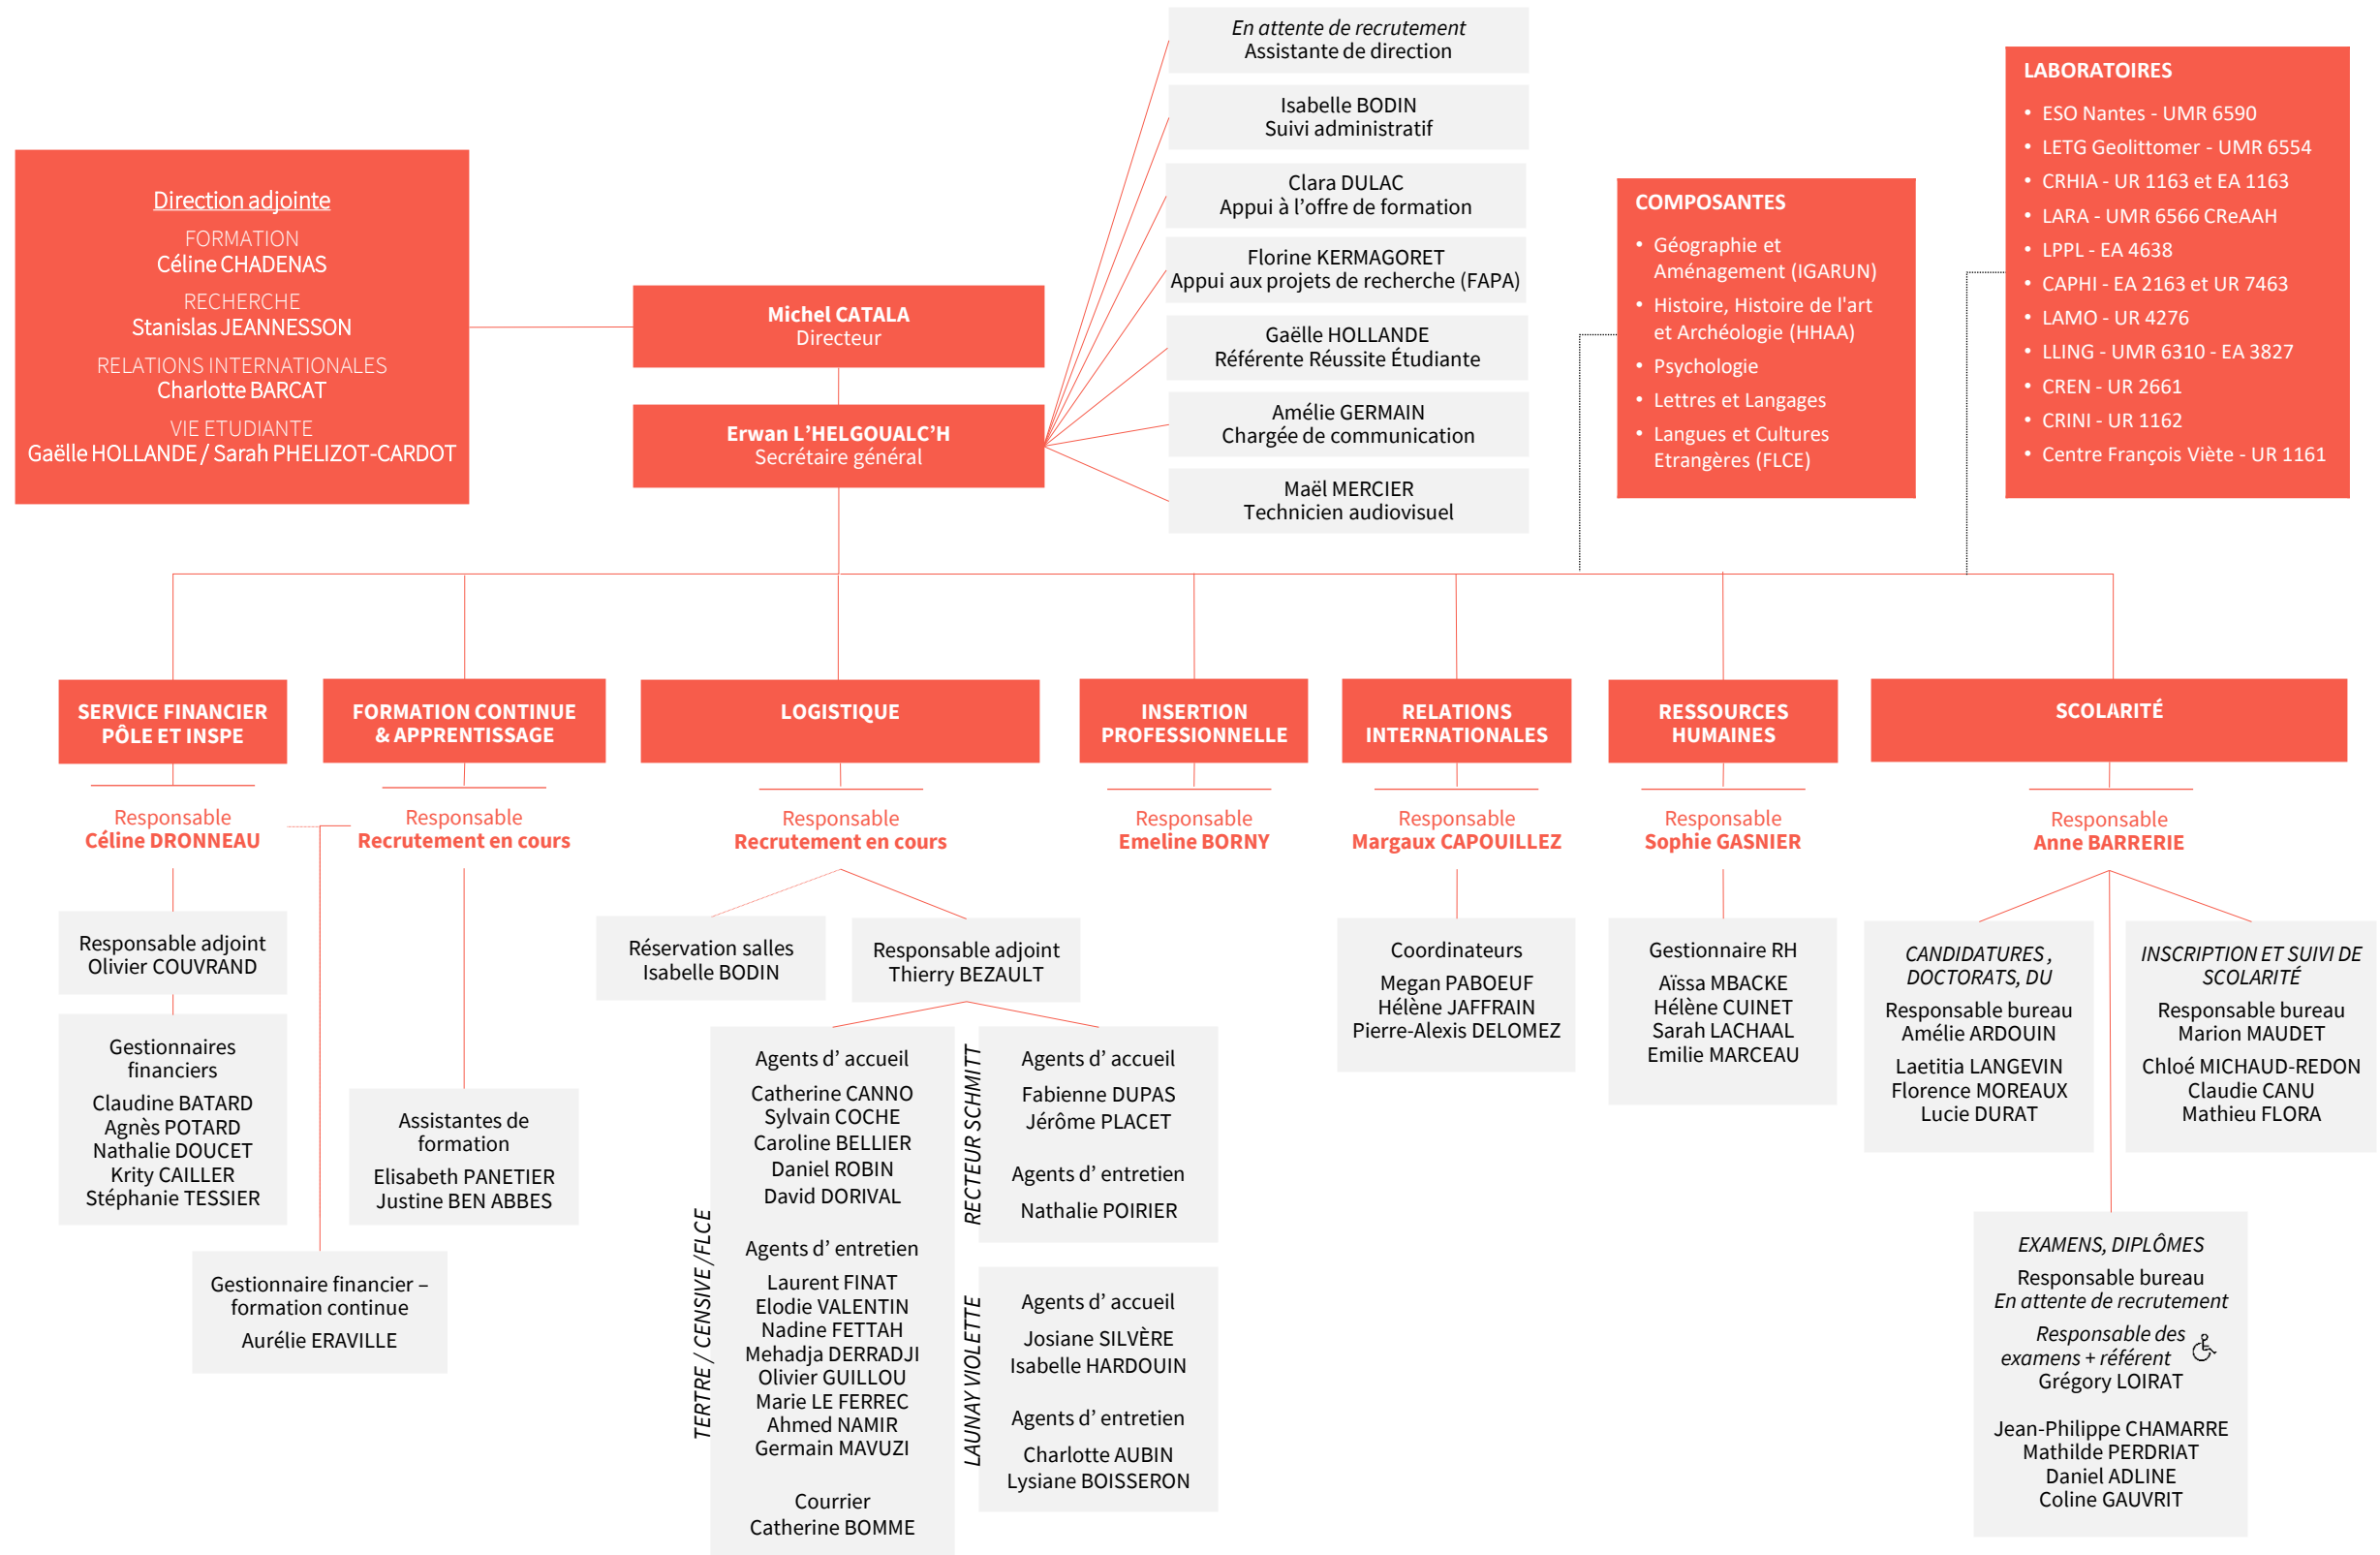 En attente de recrutement
Assistante de direction
Isabelle BODIN
Suivi administratif
Clara DULAC
Appui à l’offre de formation
Florine KERMAGORET
Appui aux projets de recherche (FAPA)
Gaëlle HOLLANDE
Référente Réussite Étudiante
Amélie GERMAIN
Chargée de communication
Maël MERCIER
Technicien audiovisuel
Direction adjointe
FORMATION
Céline CHADENAS
RECHERCHE
Stanislas JEANNESSON
RELATIONS INTERNATIONALES
Charlotte BARCAT
VIE ETUDIANTE
Gaëlle HOLLANDE / Sarah PHELIZOT-CARDOT
Michel CATALA
Directeur
Erwan L’HELGOUALC’H
Secrétaire général
COMPOSANTES
• Géographie et
Aménagement (IGARUN)
• Histoire, Histoire de l'art
et Archéologie (HHAA)
• Psychologie
• Lettres et Langages
• Langues et Cultures
Etrangères (FLCE)
LABORATOIRES
• ESO Nantes - UMR 6590
• LETG Geolittomer - UMR 6554
• CRHIA - UR 1163 et EA 1163
• LARA - UMR 6566 CReAAH
• LPPL - EA 4638
• CAPHI - EA 2163 et UR 7463
• LAMO - UR 4276
• LLING - UMR 6310 - EA 3827
• CREN - UR 2661
• CRINI - UR 1162
• Centre François Viète - UR 1161
SERVICE FINANCIER
PÔLE ET INSPE
Responsable
Céline DRONNEAU
Responsable adjoint
Olivier COUVRAND
Gestionnaires
financiers
Claudine BATARD
Agnès POTARD
Nathalie DOUCET
Krity CAILLER
Stéphanie TESSIER
Gestionnaire financier –
formation continue
Aurélie ERAVILLE
FORMATION CONTINUE
& APPRENTISSAGE
Responsable
Recrutement en cours
Assistantes de
formation
Elisabeth PANETIER
Justine BEN ABBES
LOGISTIQUE
Responsable
Recrutement en cours
Réservation salles
Isabelle BODIN
Responsable adjoint
Thierry BEZAULT
TERTRE / CENSIVE /FLCE
Agents d’ accueil
Catherine CANNO
Sylvain COCHE
Caroline BELLIER
Daniel ROBIN
David DORIVAL
Agents d’ entretien
Laurent FINAT
Elodie VALENTIN
Nadine FETTAH
Mehadja DERRADJI
Olivier GUILLOU
Marie LE FERREC
Ahmed NAMIR
Germain MAVUZI
Courrier
Catherine BOMME
RECTEUR SCHMITT
Agents d’ accueil
Fabienne DUPAS
Jérôme PLACET
Agents d’ entretien
Nathalie POIRIER
LAUNAY VIOLETTE
Agents d’ accueil
Josiane SILVÈRE
Isabelle HARDOUIN
Agents d’ entretien
Charlotte AUBIN
Lysiane BOISSERON
INSERTION
PROFESSIONNELLE
Responsable
Emeline BORNY
RELATIONS
INTERNATIONALES
Responsable
Margaux CAPOUILLEZ
Coordinateurs
Megan PABOEUF
Hélène JAFFRAIN
Pierre-Alexis DELOMEZ
RESSOURCES
HUMAINES
Responsable
Sophie GASNIER
Gestionnaire RH
Aïssa MBACKE
Hélène CUINET
Sarah LACHAAL
Emilie MARCEAU
SCOLARITÉ
Responsable
Anne BARRERIE
CANDIDATURES ,
DOCTORATS, DU
Responsable bureau
Amélie ARDOUIN
Laetitia LANGEVIN
Florence MOREAUX
Lucie DURAT
INSCRIPTION ET SUIVI DE
SCOLARITÉ
Responsable bureau
Marion MAUDET
Chloé MICHAUD-REDON
Claudie CANU
Mathieu FLORA
EXAMENS, DIPLÔMES
Responsable bureau
En attente de recrutement
Responsable des
examens + référent
Grégory LOIRAT
Jean-Philippe CHAMARRE
Mathilde PERDRIAT
Daniel ADLINE
Coline GAUVRIT